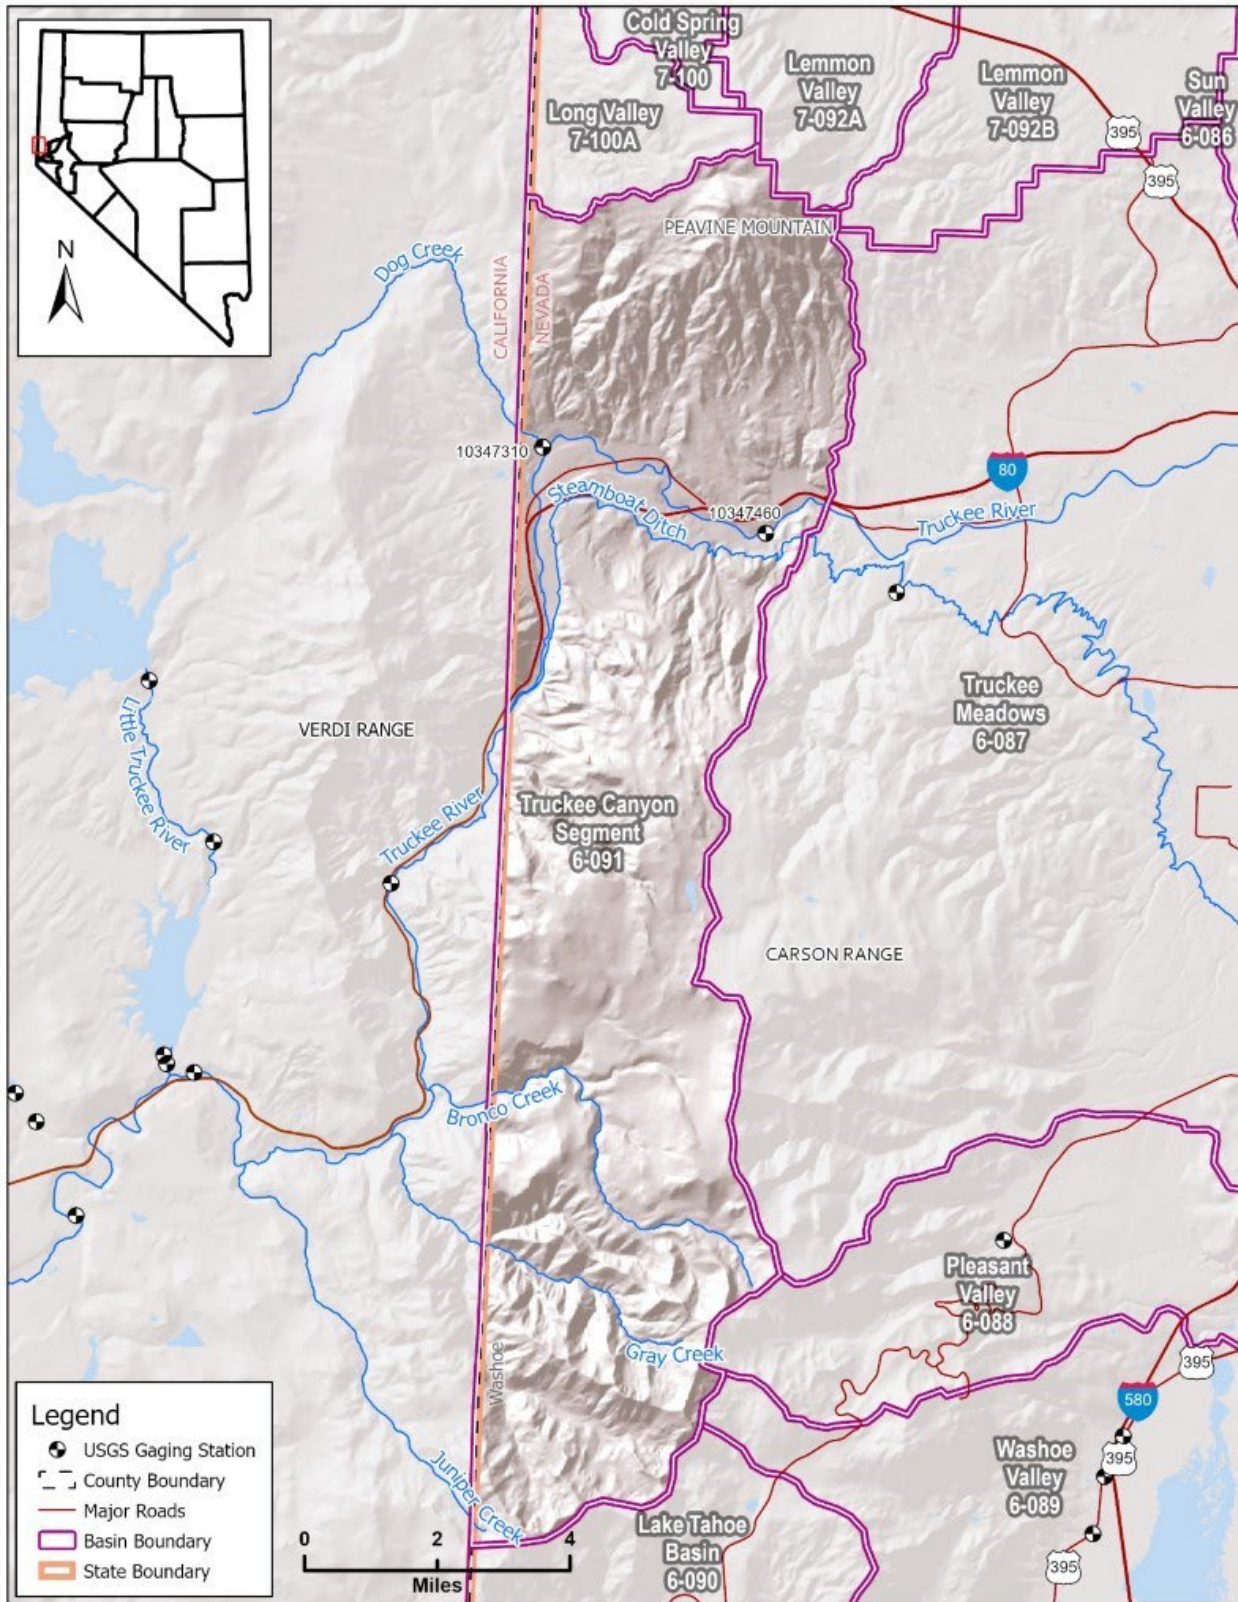 Cold Spring
Valley
7-100
Lemmon
Valley
7-092A
Lemmon
Valley
7-092B
Sun
Valley
6-086
Long Valley
7-100A
395
395
N
PEAVINE MOUNTAIN
Dog Creek
CALIFORNIA
NEVADA
10347310
80
Steamboat Ditch
10347460
Truckee River
Truckee
Meadows
6-087
Little Truckee River
VERDI RANGE
Truckee River
Truckee Canyon
Segment
6-091
CARSON RANGE
Bronco Creek
Pleasant
Valley
6-088
Gray Creek
Washoe
395
580
Legend
USGS Gaging Station
County Boundary
Major Roads
Basin Boundary
State Boundary
Juniper Creek
0 2 4
Miles
Lake Tahoe
Basin
6-090
Washoe
Valley
6-089
395
395